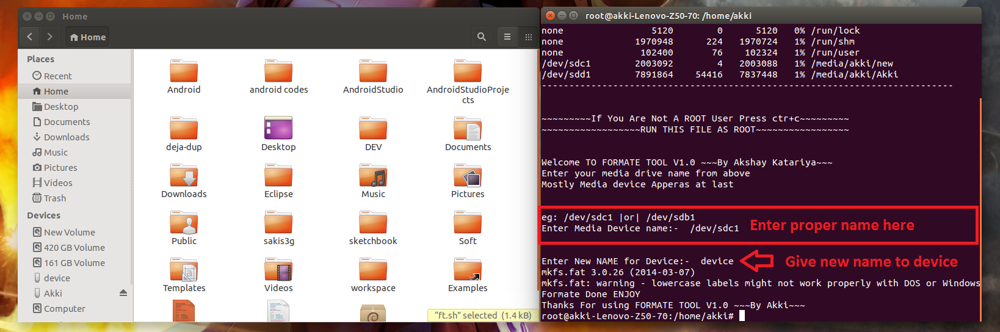 Home
Home
Places
Recent
Home
Desktop
Documents
Downloads
Music
Pictures
Videos
Trash
Devices
New Volume
420 GB Volume
161 GB Volume
device
Akki
Computer
Android
android codes
AndroidStudio
AndroidStudioProje
cts
deja-dup
Desktop
DEV
Documents
Downloads
Eclipse
Music
Pictures
Public
sakis3g
sketchbook
Soft
Templates
Videos
workspace
Examples
“ft.sh” selected (1.4 kB)
root@akki-Lenovo-Z50-70: /home/akki
none 5120 0 5120 0% /run/lock
none 1970948 224 1970724 1% /run/shm
none 102400 76 102324 1% /run/user
/dev/sdc1 2003092 4 2003088 1% /media/akki/new
/dev/sdd1 7891864 54416 7837448 1% /media/akki/Akki
---------------------------------------------------------------------------
~~~~~~~~~If You Are Not A ROOT User Press ctr+c~~~~~~~~~
~~~~~~~~~~~~~~~~~~RUN THIS FILE AS ROOT~~~~~~~~~~~~~~~~~
Welcome TO FORMATE TOOL V1.0 ~~~By Akshay Katariya~~~
Enter your media drive name from above
Mostly Media device Apperas at last
eg: /dev/sdc1 |or| /dev/sdb1
Enter Media Device name:- /dev/sdc1 Enter proper name here
Enter New NAME for Device:- device Give new name to device
mkfs.fat 3.0.26 (2014-03-07)
mkfs.fat: warning - lowercase labels might not work properly with DOS or Windows
Formate Done ENJOY
Thanks For using FORMATE TOOL V1.0 ~~~By Akki~~~
root@akki-Lenovo-Z50-70:/home/akki#